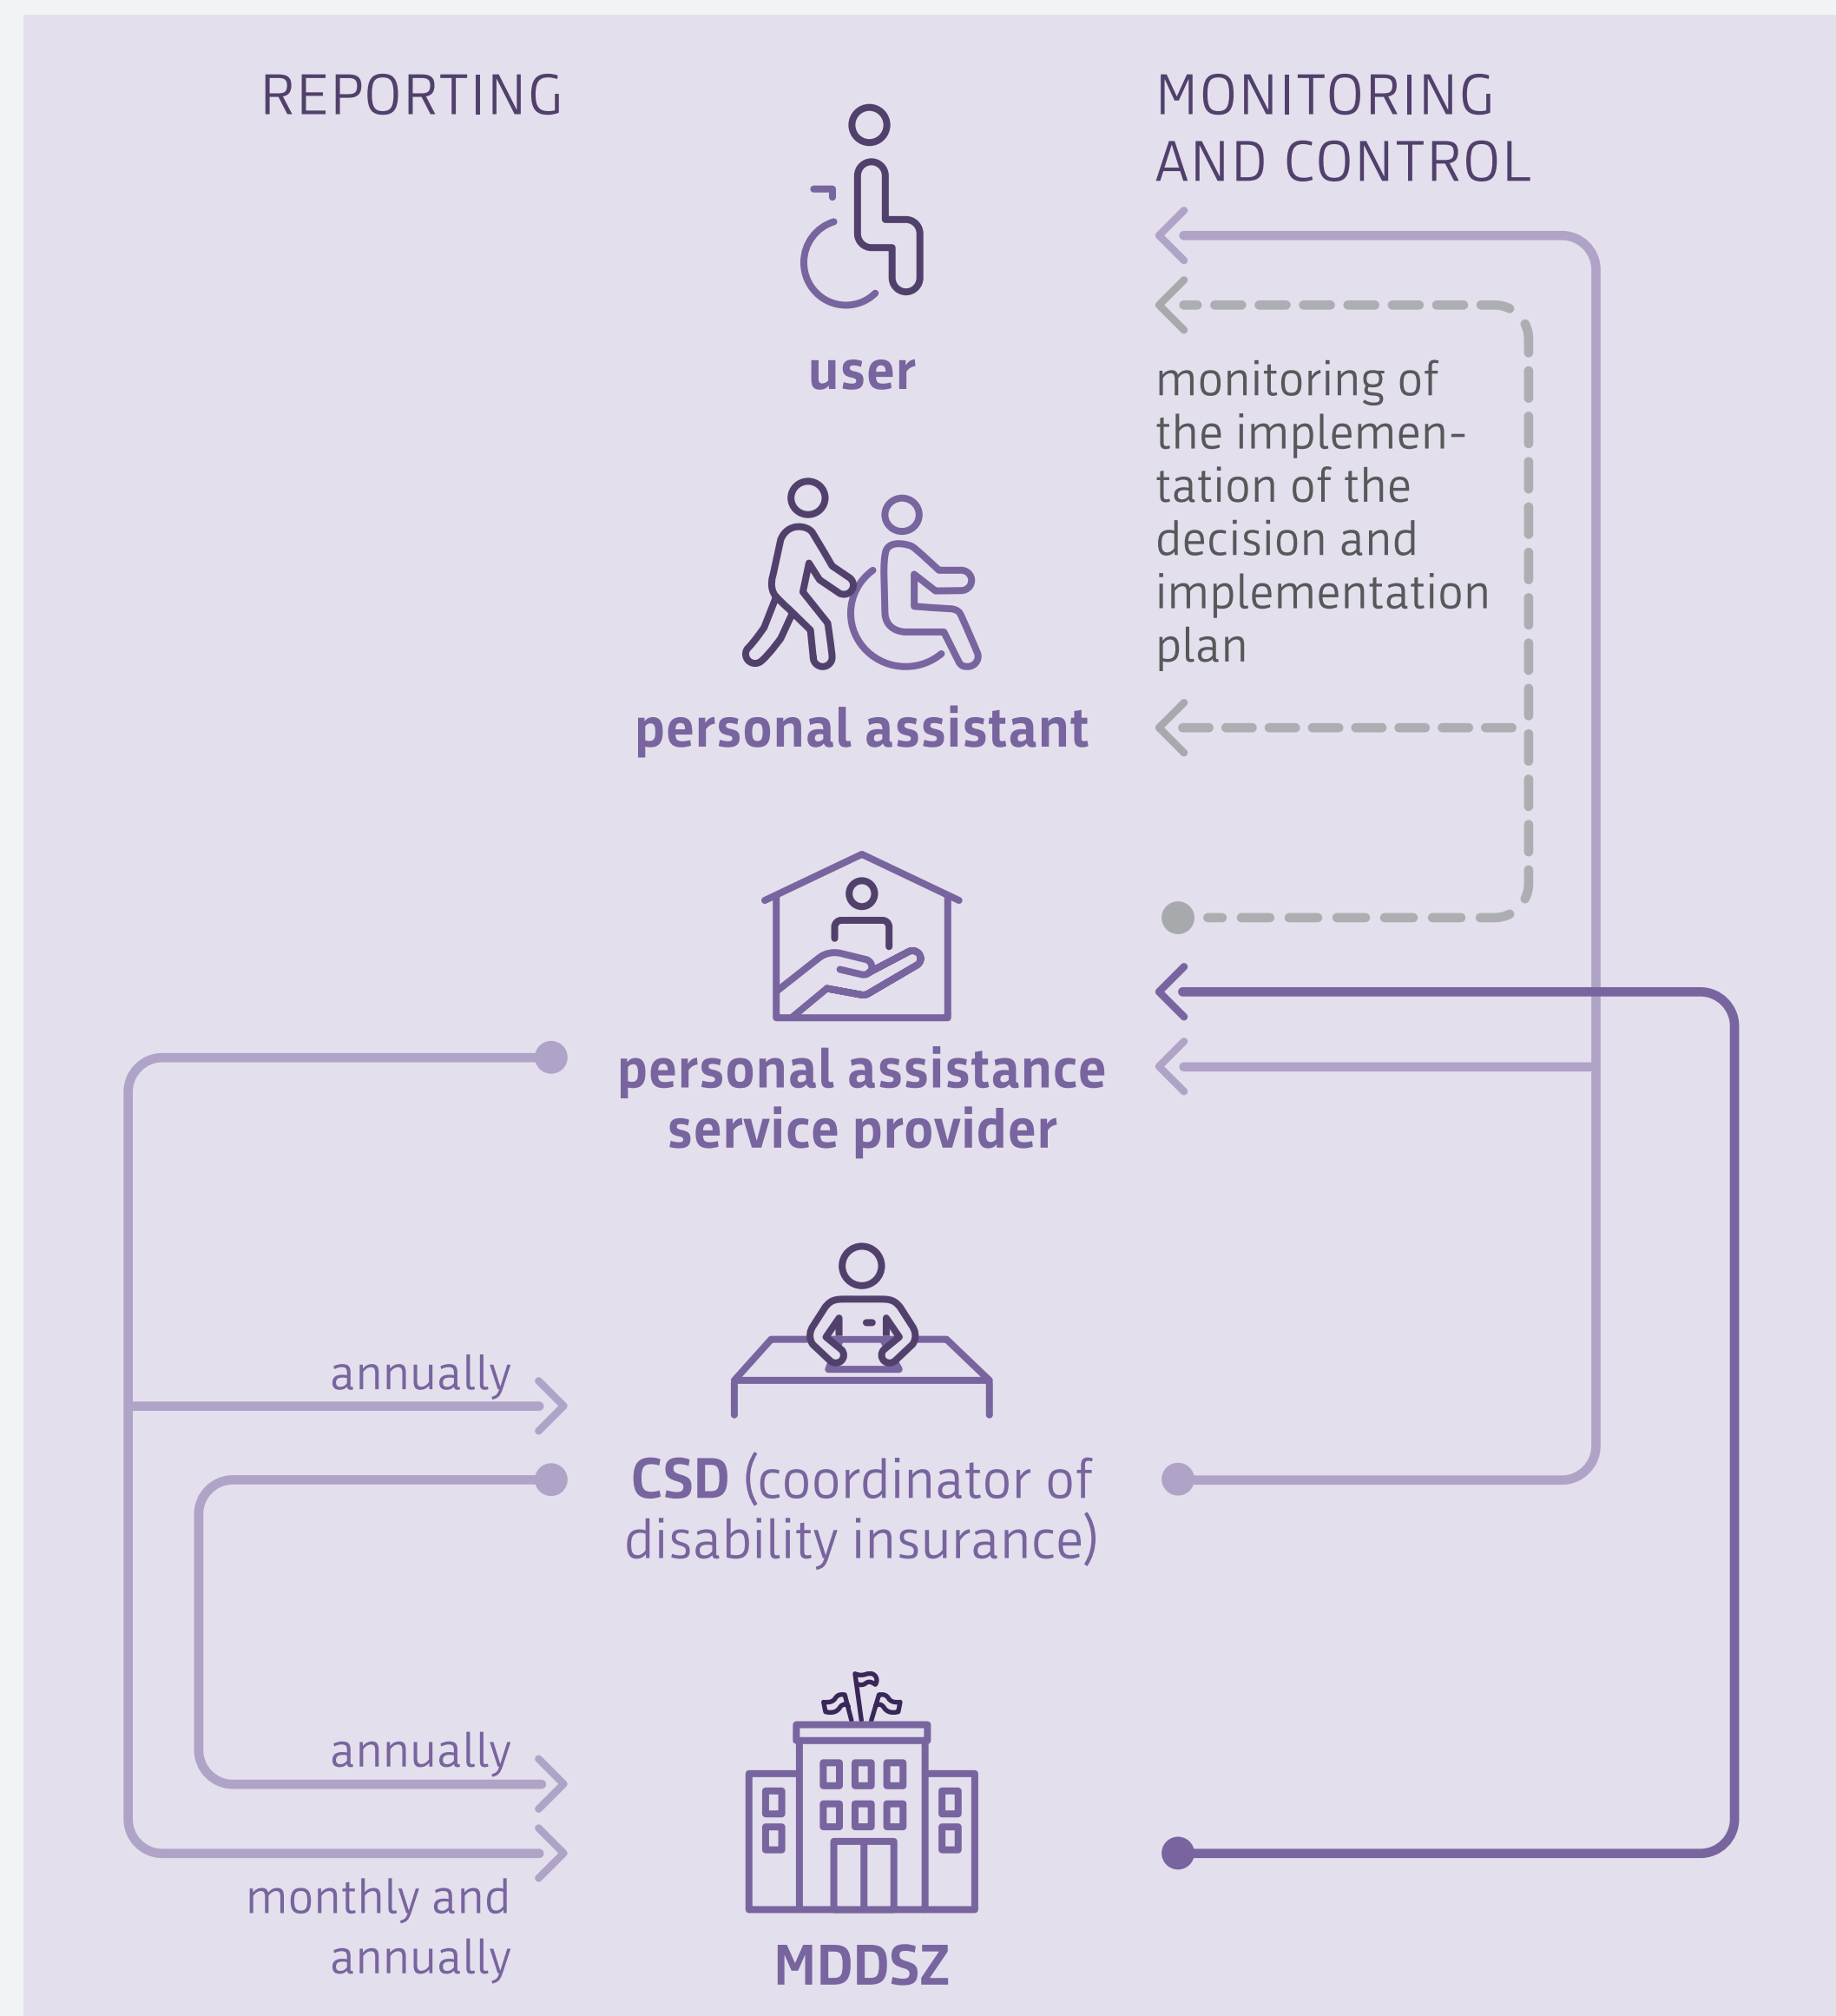 REPORTING
MONITORING
AND CONTROL
user
monitoring of
the implemen-
tation of the
decision and
implementation
plan
personal assistant
personal assistance
service provider
annually
CSD (coordinator of
disability insurance)
annually
monthly and
annually
MDDSZ